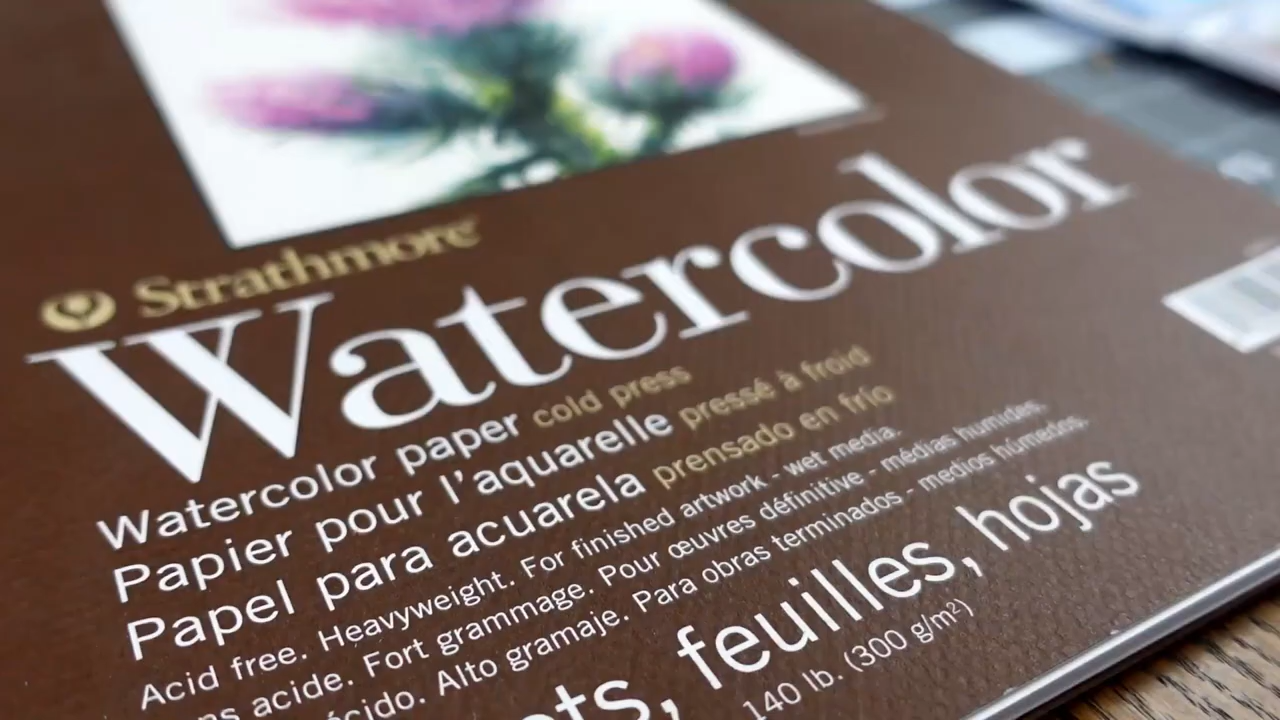 Strathmore
Watercolor
Watercolor paper cold press
Papier pour l'aquarelle pressé à froid
Papel para acuarela prensado en frío
Acid free. Heavyweight. For finished artwork - wet media.
acide. Fort grammage. Pour œuvres définitive - médias humides.
Alto gramaje. Para obras terminados - medios húmedos.
feuilles, hojas
140 lb. (300 g/m²)